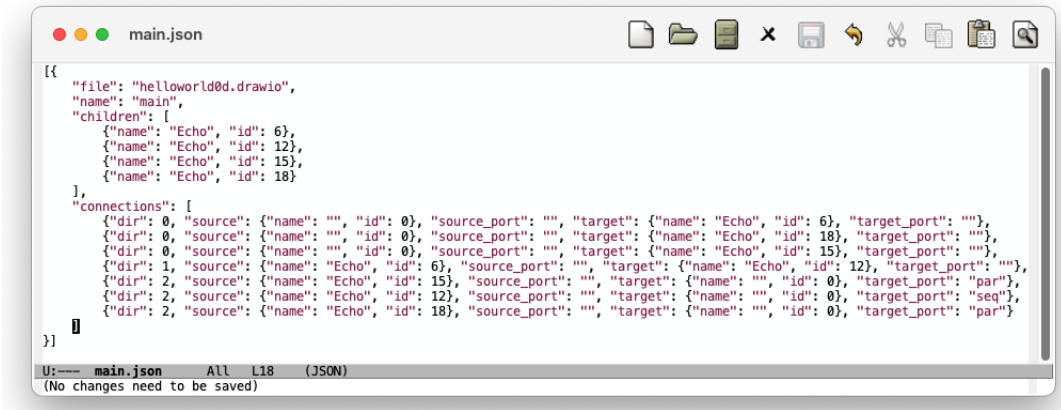 main.json
[{
    "file": "helloworld0d.drawio",
    "name": "main",
    "children": [
        {"name": "Echo", "id": 6},
        {"name": "Echo", "id": 12},
        {"name": "Echo", "id": 15},
        {"name": "Echo", "id": 18}
    ],
    "connections": [
        {"dir": 0, "source": {"name": "", "id": 0}, "source_port": "", "target": {"name": "Echo", "id": 6}, "target_port": ""},
        {"dir": 0, "source": {"name": "", "id": 0}, "source_port": "", "target": {"name": "Echo", "id": 18}, "target_port": ""},
        {"dir": 0, "source": {"name": "", "id": 0}, "source_port": "", "target": {"name": "Echo", "id": 15}, "target_port": ""},
        {"dir": 1, "source": {"name": "Echo", "id": 6}, "source_port": "", "target": {"name": "Echo", "id": 12}, "target_port": ""},
        {"dir": 2, "source": {"name": "Echo", "id": 15}, "source_port": "", "target": {"name": "", "id": 0}, "target_port": "par"},
        {"dir": 2, "source": {"name": "Echo", "id": 12}, "source_port": "", "target": {"name": "", "id": 0}, "target_port": "seq"},
        {"dir": 2, "source": {"name": "Echo", "id": 18}, "source_port": "", "target": {"name": "", "id": 0}, "target_port": "par"}
    ]
}]
U:--- main.json All L18 (JSON)
(No changes need to be saved)